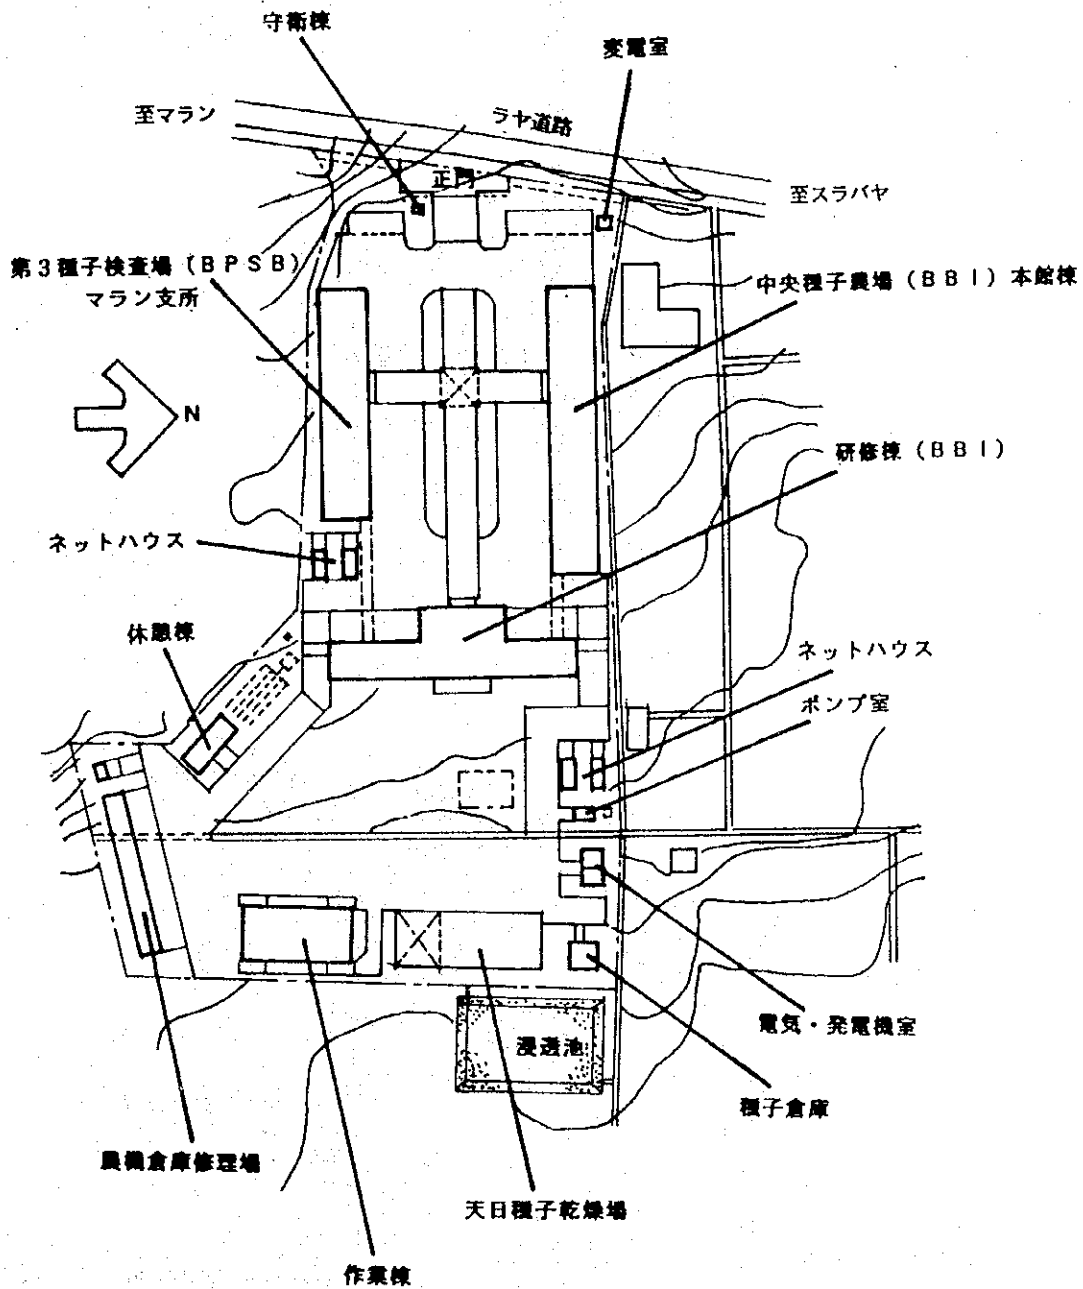 守衛棟
変電室
至マラン
ラヤ道路
正門
至スラバヤ
第3種子検査場（BPSB）
マラン支所
中央種子農場（BBI）本館棟
N
研修棟（BBI）
ネットハウス
休憩棟
ネットハウス
ポンプ室
電気・発電機室
浸透池
種子倉庫
農機倉庫修理場
天日種子乾燥場
作業棟